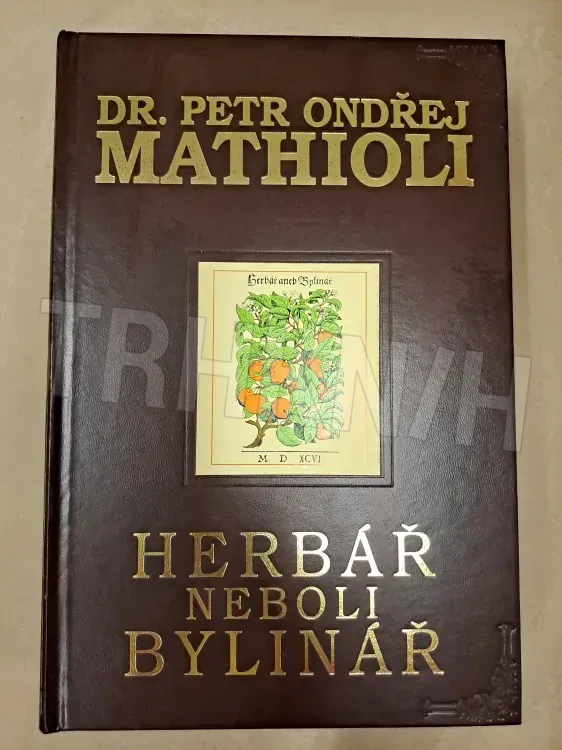 DR. PETR ONDŘEJ
MATHIOLI
Herbář aneb Bylinář
M D XCVI
HERBÁŘ
NEBOLI
BYLINÁŘ